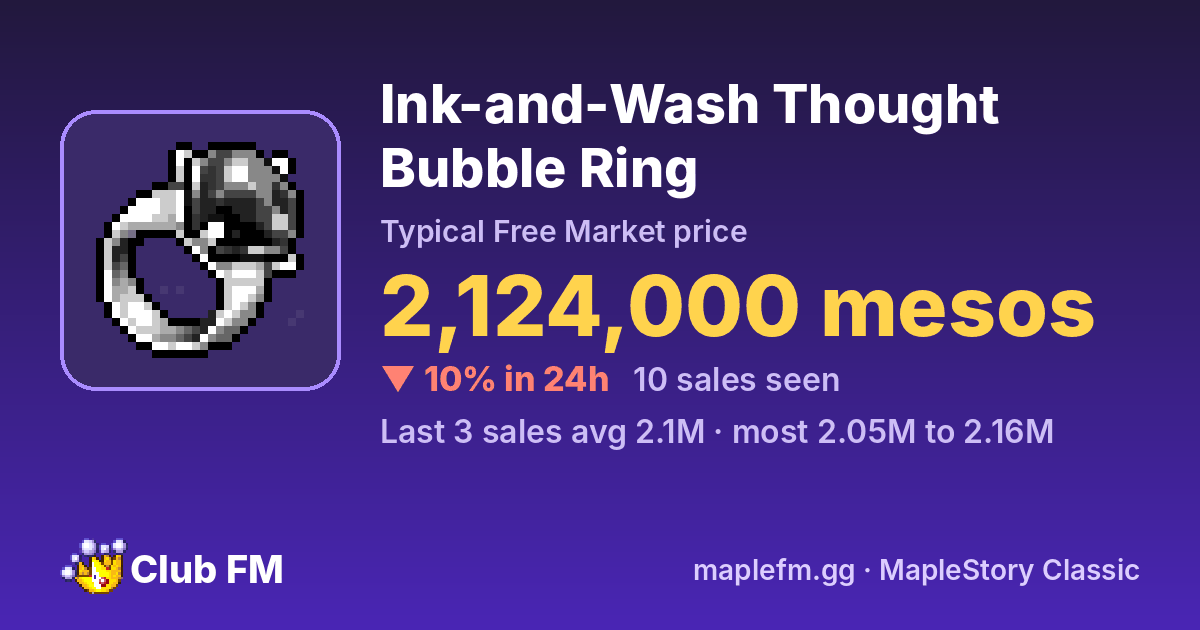 Ink-and-Wash Thought
Bubble Ring
Typical Free Market price
2,124,000 mesos
▼ 10% in 24h 10 sales seen
Last 3 sales avg 2.1M · most 2.05M to 2.16M
Club FM
maplefm.gg · MapleStory Classic